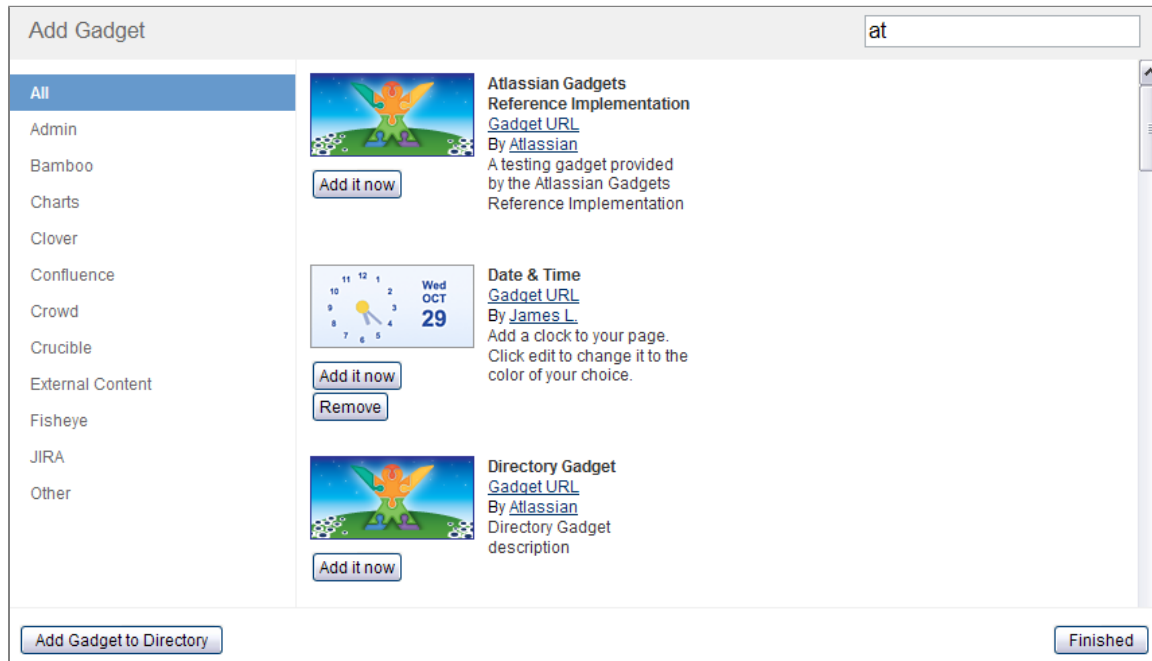 Add Gadget
at
All
Admin
Bamboo
Charts
Clover
Confluence
Crowd
Crucible
External Content
Fisheye
JIRA
Other
Atlassian Gadgets
Reference Implementation
Gadget URL
By Atlassian
A testing gadget provided
by the Atlassian Gadgets
Reference Implementation
Add it now
11 12 1
10 2
9 3
8 4
7 6 5
Wed
OCT
29
Date & Time
Gadget URL
By James L.
Add a clock to your page.
Click edit to change it to the
color of your choice.
Add it now
Remove
Directory Gadget
Gadget URL
By Atlassian
Directory Gadget
description
Add it now
Add Gadget to Directory
Finished